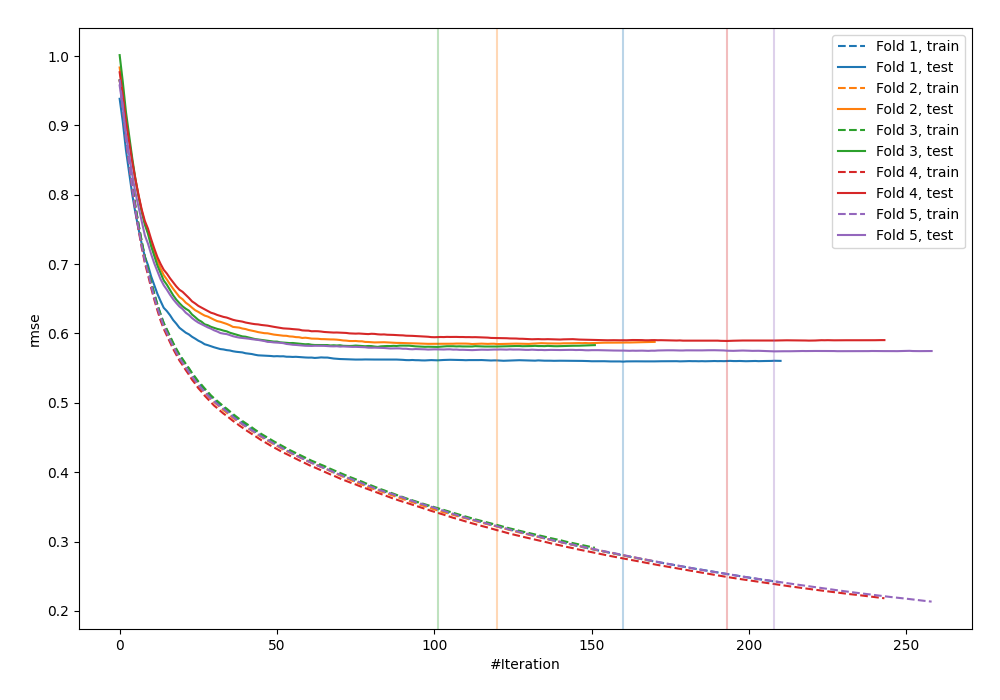 1.0
0.9
0.8
0.7
0.6
0.5
0.4
0.3
0.2
rmse
0
50
100
150
200
250
#Iteration
Fold 1, train
Fold 1, test
Fold 2, train
Fold 2, test
Fold 3, train
Fold 3, test
Fold 4, train
Fold 4, test
Fold 5, train
Fold 5, test